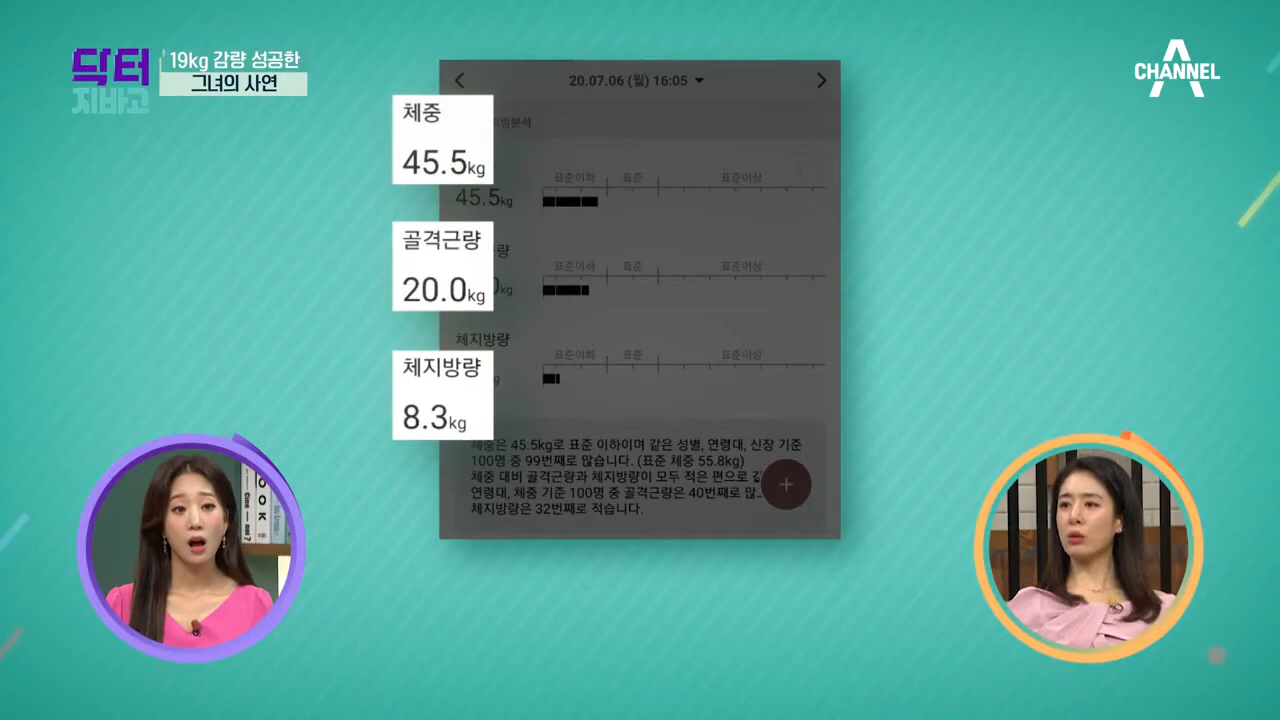 닥터
지바고
19kg 감량 성공한
그녀의 사연
CHANNEL A
20.07.06 (월) 16:05
지방분석
체중
45.5kg
45.5kg
표준이하 표준 표준이상
골격근량
20.0kg
량
0kg
표준이하 표준 표준이상
체지방량
체지방량
8.3kg
표준이하 표준 표준이상
체중은 45.5kg로 표준 이하이며 같은 성별, 연령대, 신장 기준
100명 중 99번째로 많습니다. (표준 체중 55.8kg)
체중 대비 골격근량과 체지방량이 모두 적은 편으로
연령대, 체중 기준 100명 중 골격근량은 40번째로
체지방량은 32번째로 적습니다.